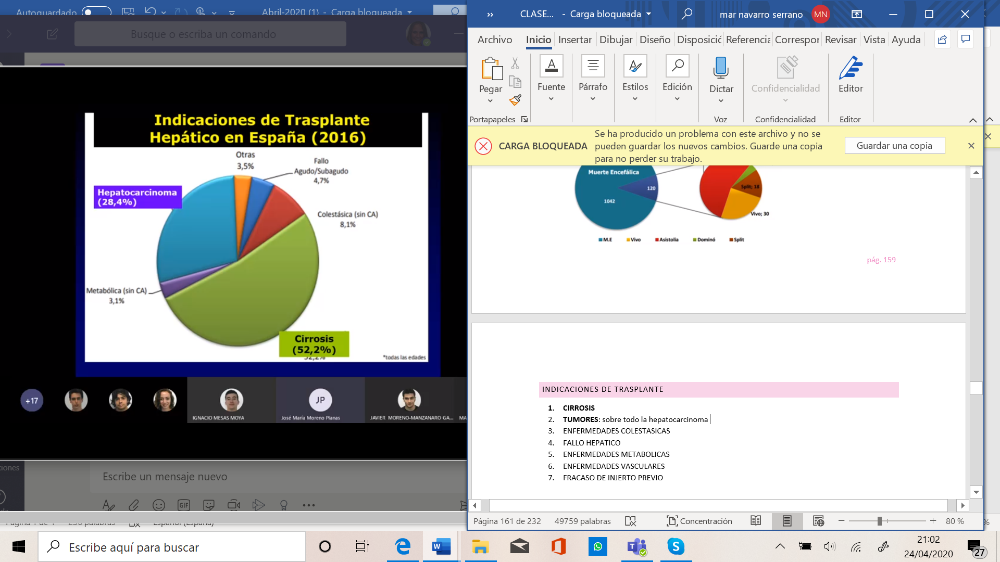 Autoguardado
Abril-2020 (1) - Carga bloqueada
Busque o escriba un comando
Indicaciones de Trasplante
Hepático en España (2016)
Otras
3,5%
Fallo
Agudo/Subagudo
4,7%
Hepatocarcinoma
(28,4%)
Colestásica (sin CA)
8,1%
Metabólica (sin CA)
3,1%
Cirrosis
(52,2%)
52,2%
*todas las edades
+17
IGNACIO MESAS MOYA
JP
José María Moreno Planas
JAVIER MORENO-MANZANARO GA...
Escribe un mensaje nuevo
GIF
CLASE... - Carga bloqueada
mar navarro serrano MN
Archivo Inicio Insertar Dibujar Diseño Disposició Referencia Correspor Revisar Vista Ayuda
Pegar
Fuente
Párrafo
Estilos
Edición
Dictar
Confidencialidad
Editor
Portapapeles
Voz
Confidencialidad
Editor
CARGA BLOQUEADA
Se ha producido un problema con este archivo y no se
pueden guardar los nuevos cambios. Guarde una copia
para no perder su trabajo.
Guardar una copia
Muerte Encefálica
120
1042
Split; 18
Vivo; 30
M.E Vivo Asistolia Dominó Split
pág. 159
INDICACIONES DE TRASPLANTE
1. CIRROSIS
2. TUMORES: sobre todo la hepatocarcinoma
3. ENFERMEDADES COLESTASICAS
4. FALLO HEPATICO
5. ENFERMEDADES METABOLICAS
6. ENFERMEDADES VASCULARES
7. FRACASO DE INJERTO PREVIO
Página 161 de 232 49759 palabras
Concentración
80 %
Escribe aquí para buscar
21:02
24/04/2020
27